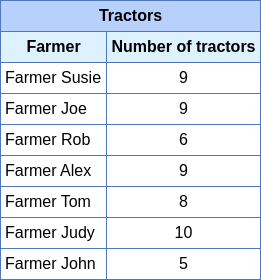 Tractors
Farmer Number of tractors
Farmer Susie 9
Farmer Joe 9
Farmer Rob 6
Farmer Alex 9
Farmer Tom 8
Farmer Judy 10
Farmer John 5